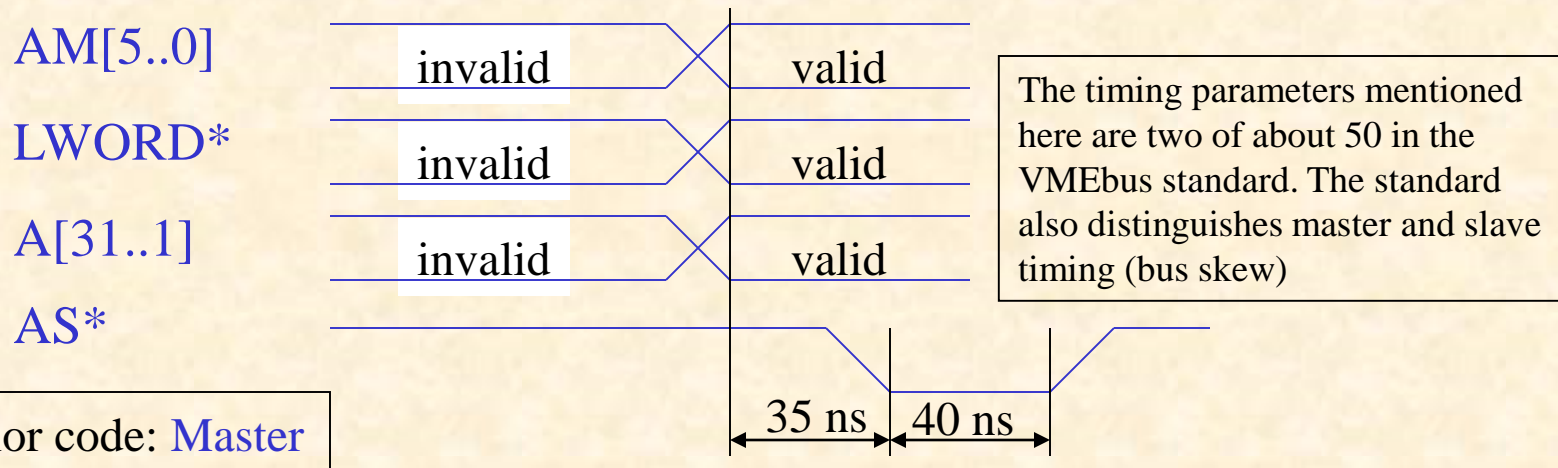 AM[5..0]
invalid
valid
LWORD*
invalid
valid
A[31..1]
invalid
valid
AS*
35 ns
40 ns
The timing parameters mentioned
here are two of about 50 in the
VMEbus standard. The standard
also distinguishes master and slave
timing (bus skew)
or code: Master